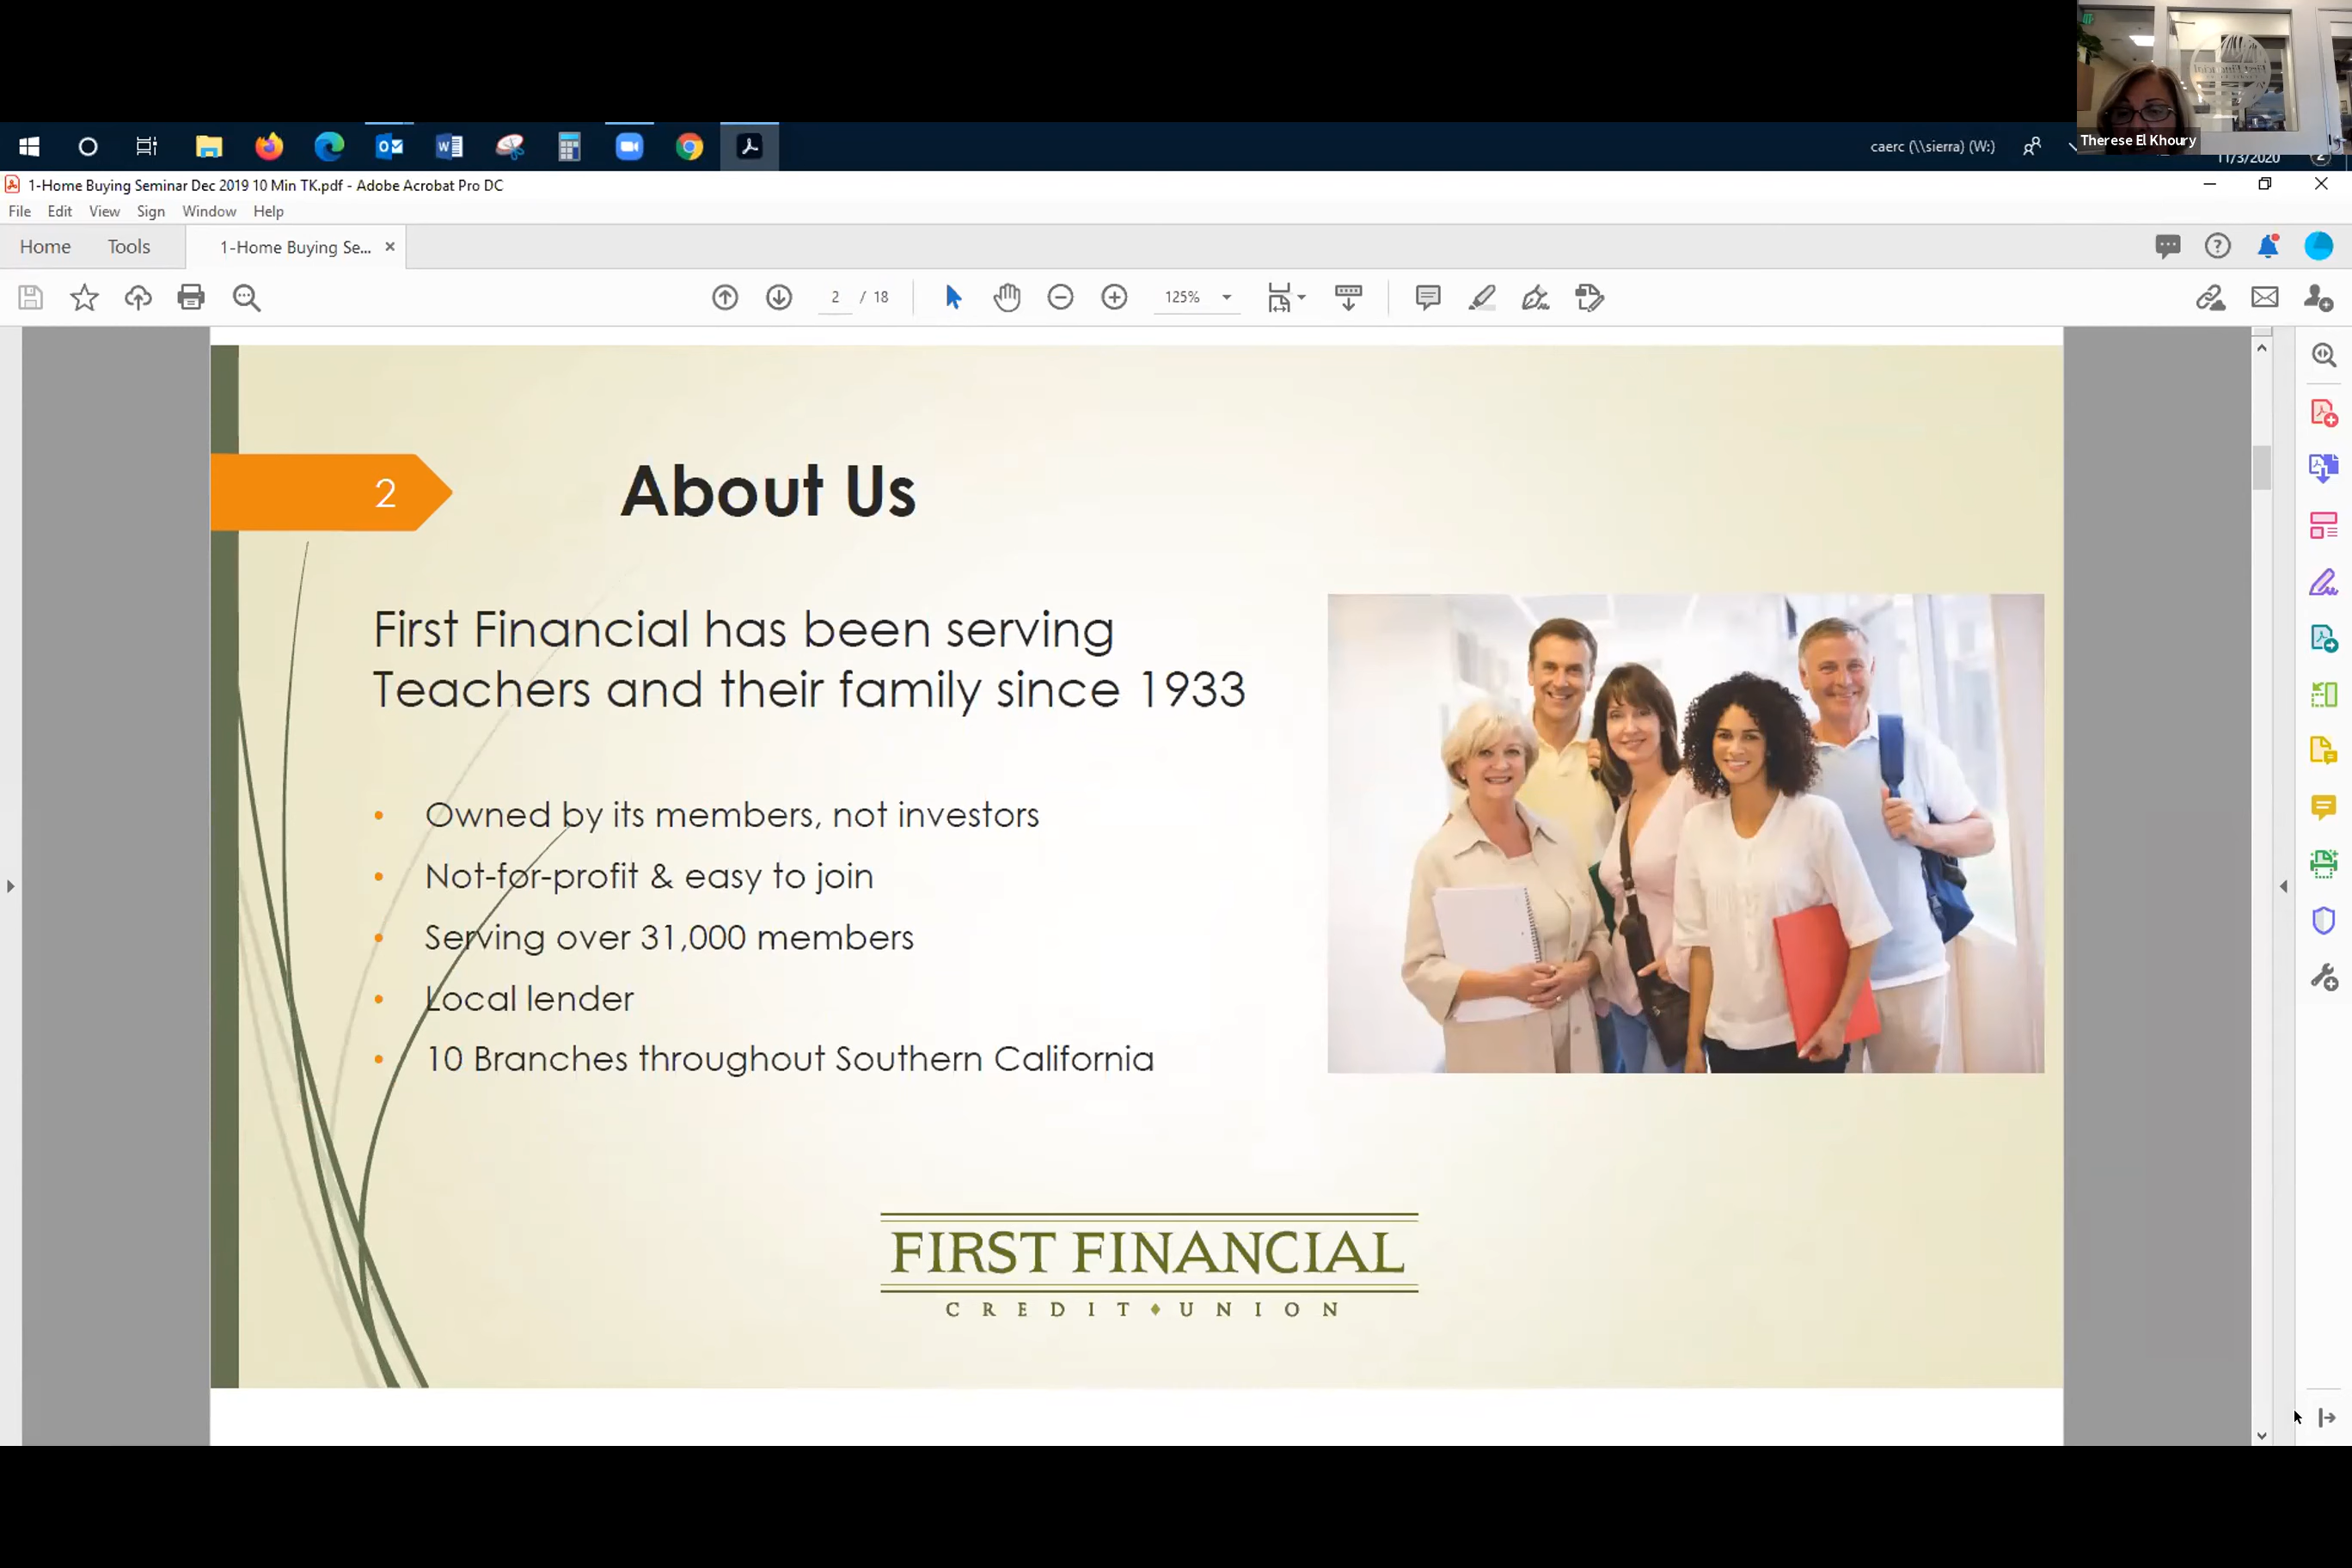 First Financial
Therese El Khoury
caerc (\\sierra) (W:)
11/3/2020
2
1-Home Buying Seminar Dec 2019 10 Min TK.pdf - Adobe Acrobat Pro DC
File Edit View Sign Window Help
Home Tools 1-Home Buying Se...
2 / 18 125%
2
About Us
First Financial has been serving
Teachers and their family since 1933
• Owned by its members, not investors
• Not-for-profit & easy to join
• Serving over 31,000 members
• Local lender
• 10 Branches throughout Southern California
FIRST FINANCIAL
CREDIT♦UNION